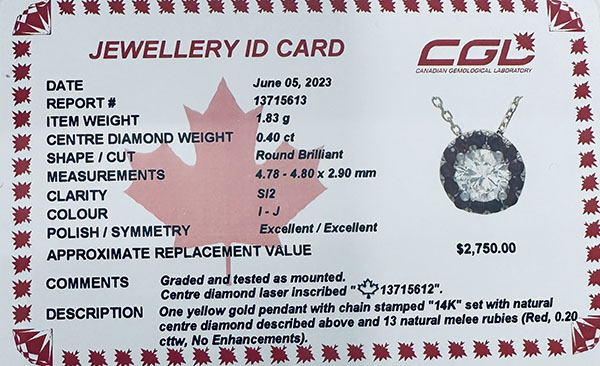 JEWELLERY ID CARD
CGL
CANADIAN GEMOLOGICAL LABORATORY
DATE June 05, 2023
REPORT # 13715613
ITEM WEIGHT 1.83 g
CENTRE DIAMOND WEIGHT 0.40 ct
SHAPE / CUT Round Brilliant
MEASUREMENTS 4.78 - 4.80 x 2.90 mm
CLARITY SI2
COLOUR I - J
POLISH / SYMMETRY Excellent / Excellent
APPROXIMATE REPLACEMENT VALUE $2,750.00
COMMENTS Graded and tested as mounted.
Centre diamond laser inscribed "13715612".
DESCRIPTION One yellow gold pendant with chain stamped "14K" set with natural
centre diamond described above and 13 natural melee rubies (Red, 0.20
cttw, No Enhancements).